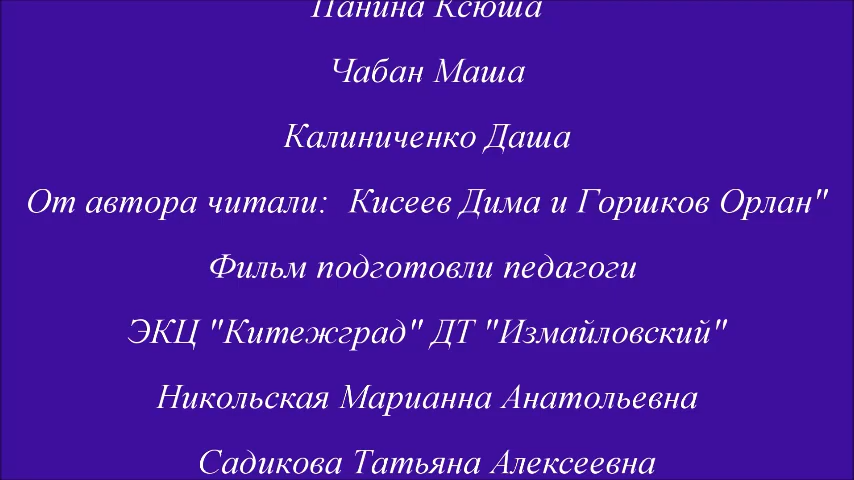 Панина Ксюша
Чабан Маша
Калиниченко Даша
От автора читали:  Кисеев Дима и Горшков Орлан"
Фильм подготовли педагоги
ЭКЦ "Китежград" ДТ "Измайловский"
Никольская Марианна Анатольевна
Садикова Татьяна Алексеевна